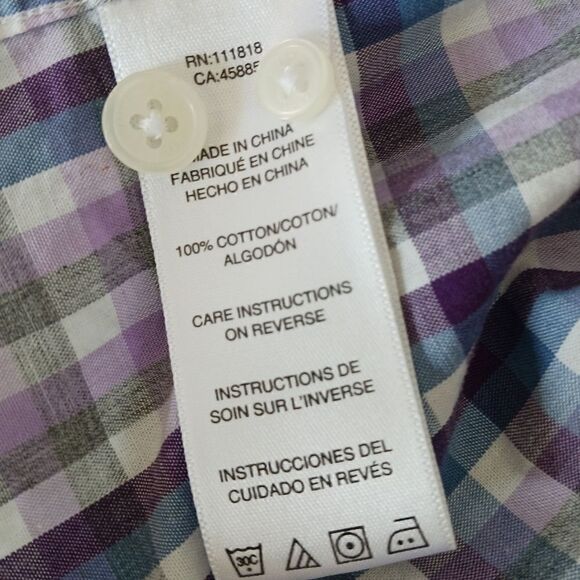 RN:111818
CA:45885
MADE IN CHINA
FABRIQUÉ EN CHINE
HECHO EN CHINA
100% COTTON/COTON/
ALGODÓN
CARE INSTRUCTIONS
ON REVERSE
INSTRUCTIONS DE
SOIN SUR L'INVERSE
INSTRUCCIONES DEL
CUIDADO EN REVÉS
30C